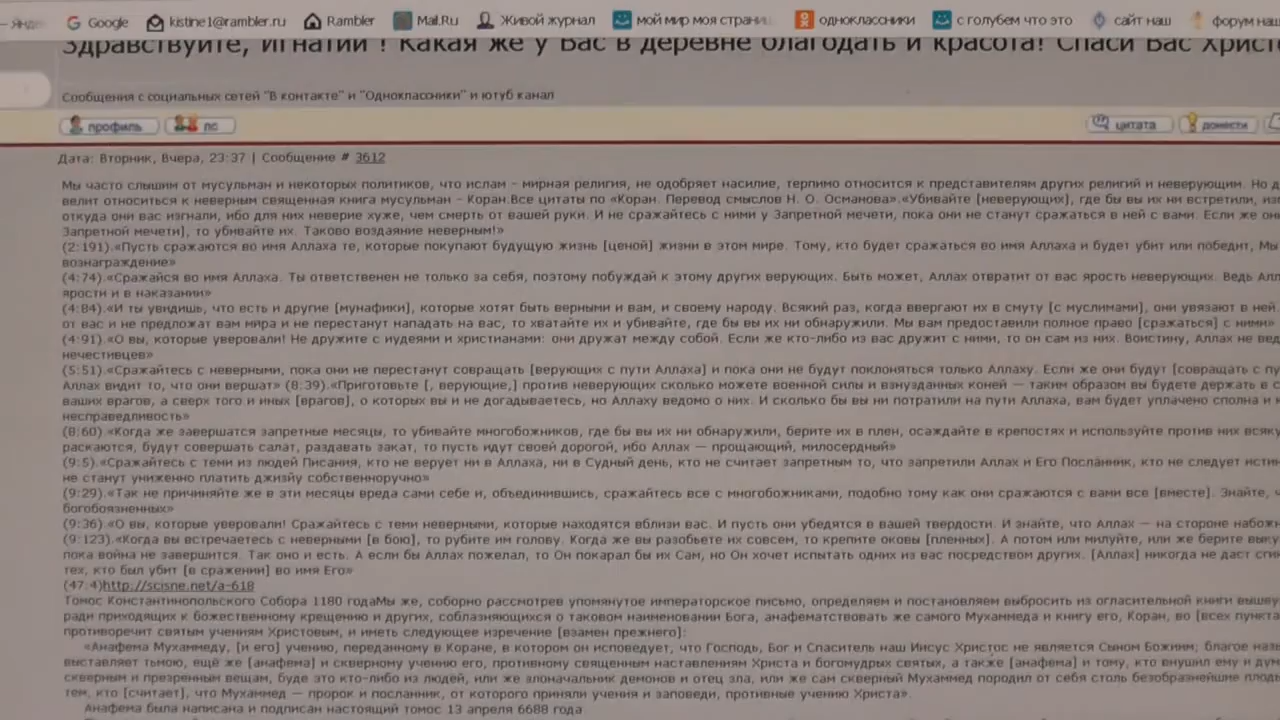 Янде Google kistine1@rambler.ru Rambler Mail.Ru Живой журнал мой мир моя страни одноклассники с голубем что это сайт наш форум наш
Здравствуйте, Игнатий ! Какая же у Вас в деревне благодать и красота! Спаси Вас Христ
Сообщения с социальных сетей "В контакте" и "Одноклассники" и ютуб канал
профиль лс цитата донести
Дата: Вторник, Вчера, 23:37 | Сообщение # 3612
Мы часто слышим от мусульман и некоторых политиков, что ислам - мирная религия, не одобряет насилие, терпимо относится к представителям других религий и неверующим. Но
велит относиться к неверным священная книга мусульман - Коран.Все цитаты по «Коран. Перевод смыслов Н. О. Османова».«Убивайте [неверующих], где бы вы их ни встретили,
откуда они вас изгнали, ибо для них неверие хуже, чем смерть от вашей руки. И не сражайтесь с ними у Запретной мечети, пока они не станут сражаться в ней с вами. Если же они
Запретной мечети], то убивайте их. Таково воздаяние неверным!»
(2:191).«Пусть сражаются во имя Аллаха те, которые покупают будущую жизнь [ценой] жизни в этом мире. Тому, кто будет сражаться во имя Аллаха и будет убит или победит, Мы
вознаграждение»
(4:74).«Сражайся во имя Аллаха. Ты ответственен не только за себя, поэтому побуждай к этому других верующих. Быть может, Аллах отвратит от вас ярость неверующих. Ведь Алл
ярости и в наказании»
(4:84).«И ты увидишь, что есть и другие [мунафики], которые хотят быть верными и вам, и своему народу. Всякий раз, когда ввергают их в смуту [с муслимами], они увязают в ней.
от вас и не предложат вам мира и не перестанут нападать на вас, то хватайте их и убивайте, где бы вы их ни обнаружили. Мы вам предоставили полное право [сражаться] с ними»
(4:91).«О вы, которые уверовали! Не дружите с иудеями и христианами: они дружат между собой. Если же кто-либо из вас дружит с ними, то он сам из них. Воистину, Аллах не вед
нечестивцев»
(5:51).«Сражайтесь с неверными, пока они не перестанут совращать [верующих с пути Аллаха] и пока они не будут поклоняться только Аллаху. Если же они будут [совращать с пу
Аллах видит то, что они вершат» (8:39).«Приготовьте [, верующие,] против неверующих сколько можете военной силы и взнузданных коней — таким образом вы будете держать в с
ваших врагов, а сверх того и иных [врагов], о которых вы и не догадываетесь, но Аллаху ведомо о них. И сколько бы вы ни потратили на пути Аллаха, вам будет уплачено сполна и н
несправедливость»
(8:60).«Когда же завершатся запретные месяцы, то убивайте многобожников, где бы вы их ни обнаружили, берите их в плен, осаждайте в крепостях и используйте против них всяку
раскаются, будут совершать салат, раздавать закат, то пусть идут своей дорогой, ибо Аллах — прощающий, милосердный»
(9:5).«Сражайтесь с теми из людей Писания, кто не верует ни в Аллаха, ни в Судный день, кто не считает запретным то, что запретили Аллах и Его Посланник, кто не следует исти
не станут униженно платить джизйу собственноручно»
(9:29).«Так не причиняйте же в эти месяцы вреда сами себе и, объединившись, сражайтесь все с многобожниками, подобно тому как они сражаются с вами все [вместе]. Знайте, ч
богобоязненных»
(9:36).«О вы, которые уверовали! Сражайтесь с теми неверными, которые находятся вблизи вас. И пусть они убедятся в вашей твердости. И знайте, что Аллах — на стороне набож
(9:123).«Когда вы встречаетесь с неверными [в бою], то рубите им голову. Когда же вы разобьете их совсем, то крепите оковы [пленных]. А потом или милуйте, или же берите выку
пока война не завершится. Так оно и есть. А если бы Аллах пожелал, то Он покарал бы их Сам, но Он хочет испытать одних из вас посредством других. [Аллах] никогда не даст сги
тех, кто был убит [в сражении] во имя Его»
(47:4)http://scisne.net/a-618
Томос Константинопольского Собора 1180 годаМы же, соборно рассмотрев упомянутое императорское письмо, определяем и постановляем выбросить из огласительной книги вышеу
ради приходящих к божественному крещению и других, соблазняющихся о таковом наименовании Бога, анафематствовать же самого Мухаммеда и книгу его, Коран, во [всех пункта
противоречит святым учениям Христовым, и иметь следующее изречение [взамен прежнего]:
«Анафема Мухаммеду, [и его] учению, переданному в Коране, в котором он исповедует, что Господь, Бог и Спаситель наш Иисус Христос не является Сыном Божиим; благое назы
выставляет тьмою, ещё же [анафема] и скверному учению его, противному священным наставлениям Христа и богомудрых святых, а также [анафема] и тому, кто внушил ему и дум
скверным и презренным вещам, буде это кто-либо из людей, или же злоначальник демонов и отец зла, или же сам скверный Мухаммед породил от себя столь безобразнейшие плоды
тем, кто [считает], что Мухаммед — пророк и посланник, от которого приняли учения и заповеди, противные учению Христа».
Анафема была написана и подписан настоящий томос 13 апреля 6688 года